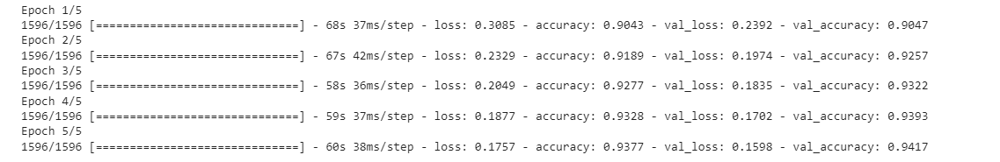 Epoch 1/5
1596/1596 [==============================] - 68s 37ms/step - loss: 0.3085 - accuracy: 0.9043 - val_loss: 0.2392 - val_accuracy: 0.9047
Epoch 2/5
1596/1596 [==============================] - 67s 42ms/step - loss: 0.2329 - accuracy: 0.9189 - val_loss: 0.1974 - val_accuracy: 0.9257
Epoch 3/5
1596/1596 [==============================] - 58s 36ms/step - loss: 0.2049 - accuracy: 0.9277 - val_loss: 0.1835 - val_accuracy: 0.9322
Epoch 4/5
1596/1596 [==============================] - 59s 37ms/step - loss: 0.1877 - accuracy: 0.9328 - val_loss: 0.1702 - val_accuracy: 0.9393
Epoch 5/5
1596/1596 [==============================] - 60s 38ms/step - loss: 0.1757 - accuracy: 0.9377 - val_loss: 0.1598 - val_accuracy: 0.9417